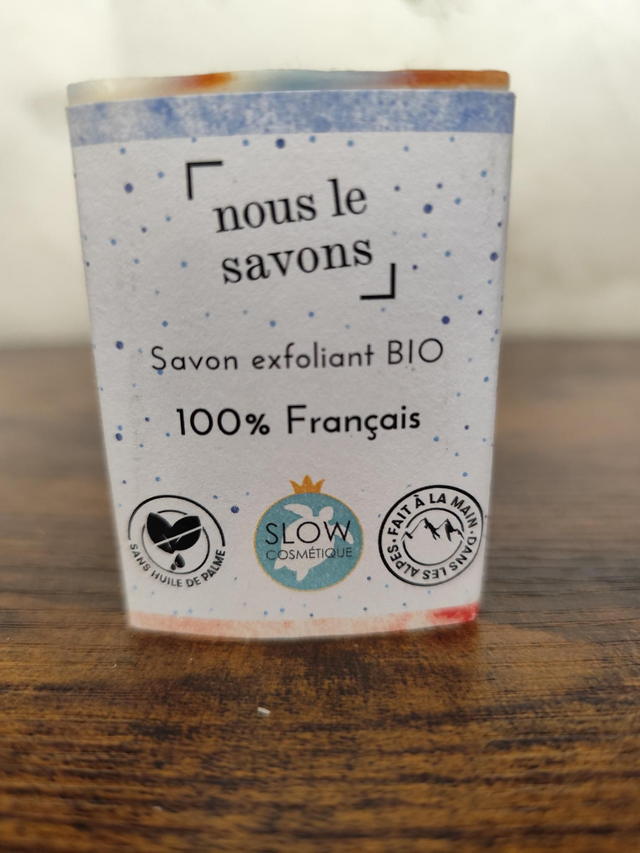 nous le
savons
Savon exfoliant BIO
100% Français
SANS HUILE DE PALME
SLOW
COSMÉTIQUE
FAIT À LA MAIN · DANS LES ALPES ·